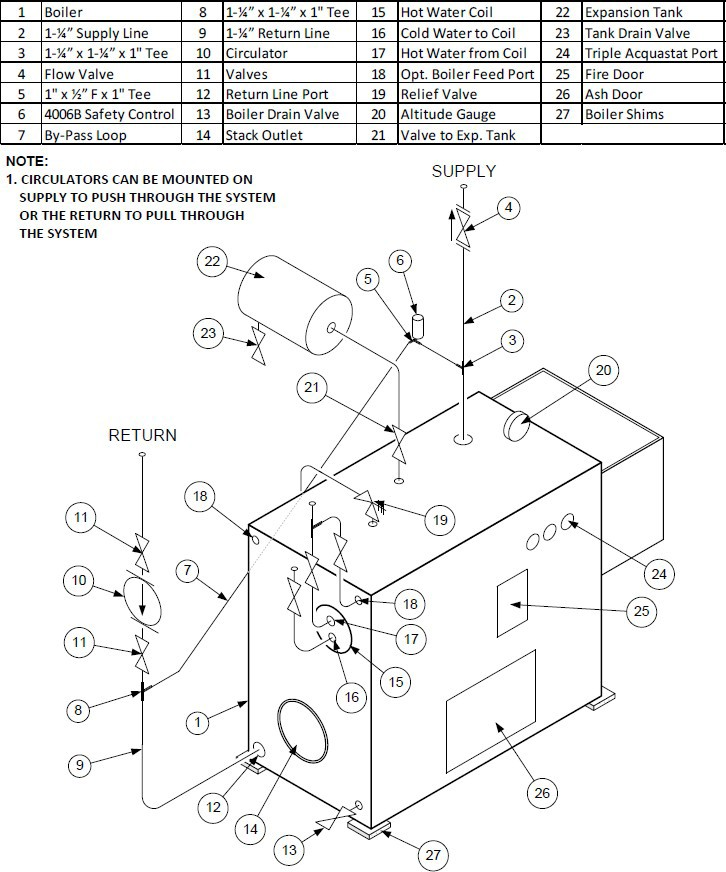 1 Boiler 8 1-¼" x 1-¼" x 1" Tee 15 Hot Water Coil 22 Expansion Tank
2 1-¼" Supply Line 9 1-¼" Return Line 16 Cold Water to Coil 23 Tank Drain Valve
3 1-¼" x 1-¼" x 1" Tee 10 Circulator 17 Hot Water from Coil 24 Triple Acquastat Port
4 Flow Valve 11 Valves 18 Opt. Boiler Feed Port 25 Fire Door
5 1" x ½" F x 1" Tee 12 Return Line Port 19 Relief Valve 26 Ash Door
6 4006B Safety Control 13 Boiler Drain Valve 20 Altitude Gauge 27 Boiler Shims
7 By-Pass Loop 14 Stack Outlet 21 Valve to Exp. Tank
NOTE:
1. CIRCULATORS CAN BE MOUNTED ON
SUPPLY TO PUSH THROUGH THE SYSTEM
OR THE RETURN TO PULL THROUGH
THE SYSTEM
SUPPLY
4
22
6
5
2
23
3
20
21
RETURN
18
11
19
10
7
24
18
25
11
17
15
16
8
1
9
12
26
14
13
27